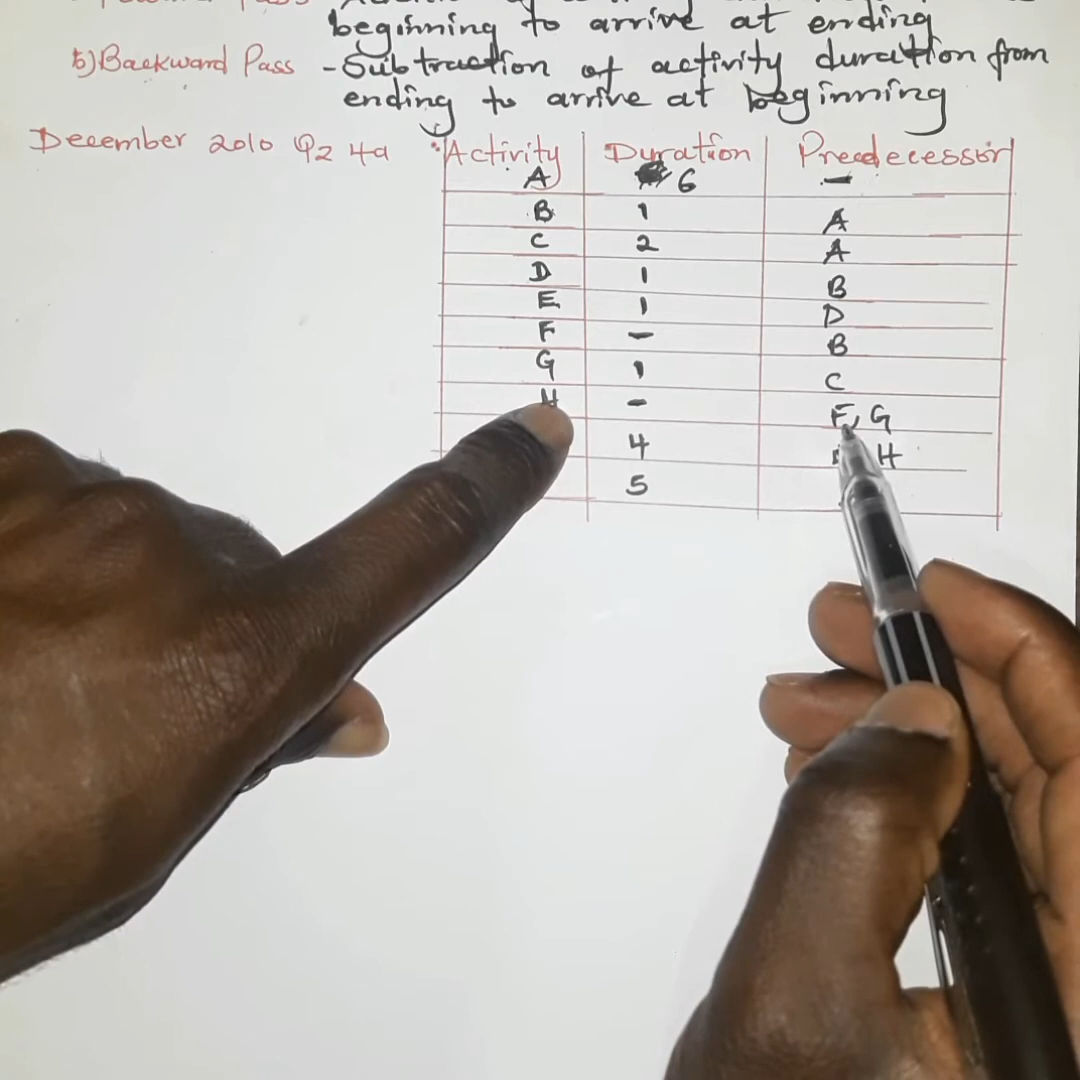 beginning to arrive at ending
b) Backward Pass - Subtraction of activity duration from
ending to arrive at beginning
December 2010 Q2 4a Activity Duration Predecessor
A 6 -
B 1 A
C 2 A
D 1 B
E 1 D
F - B
G 1 C
H - F, G
4 H
5